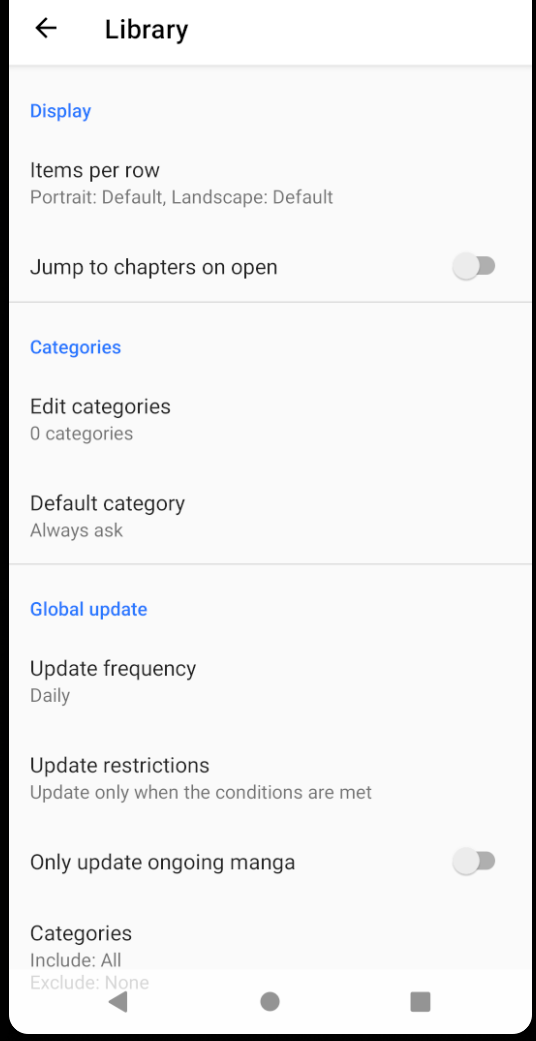 Library
Display
Items per row
Portrait: Default, Landscape: Default
Jump to chapters on open
Categories
Edit categories
0 categories
Default category
Always ask
Global update
Update frequency
Daily
Update restrictions
Update only when the conditions are met
Only update ongoing manga
Categories
Include: All
Exclude: None